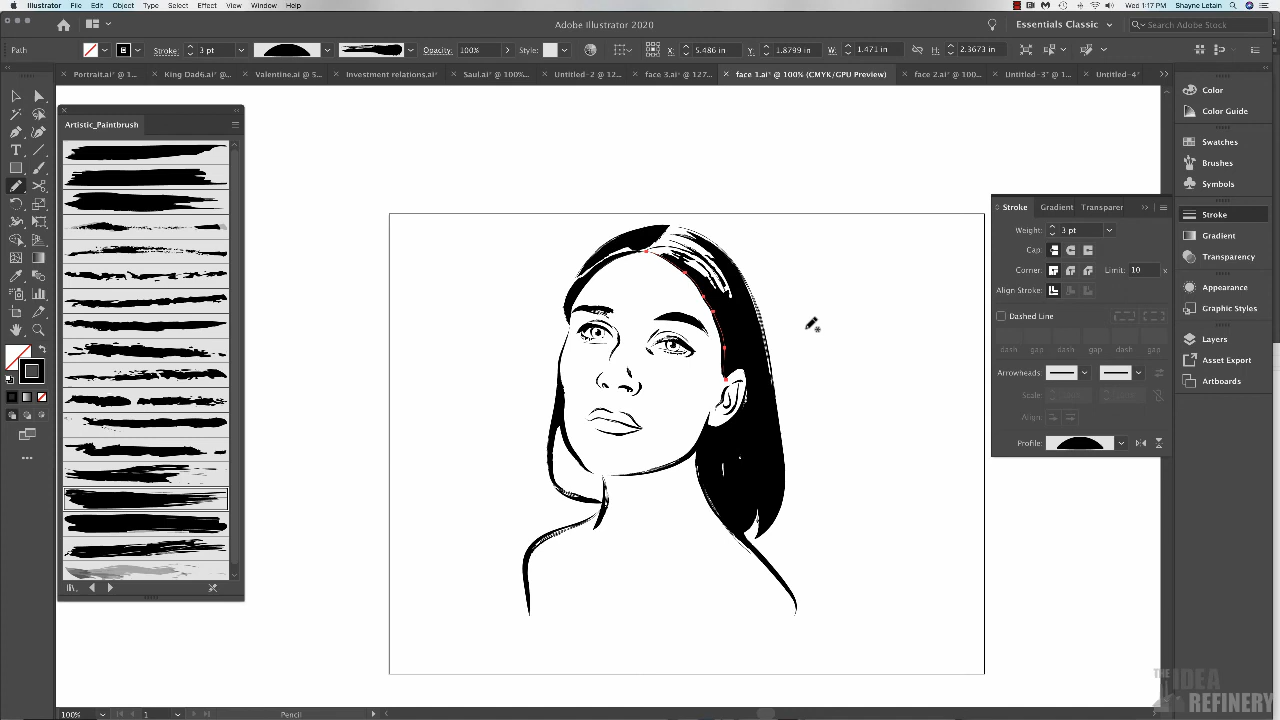 Illustrator File Edit Object Type Select Effect View Window Help Wed 1:17 PM Shayne Letain
Adobe Illustrator 2020 Essentials Classic Search Adobe Stock
Path Stroke: 3 pt Opacity: 100% Style: X: 5.486 in Y: 1.8799 in W: 1.471 in H: 2.3673 in
Portrait.ai* @ 1... King Dad6.ai* @... Valentine.ai @ 5... Investment relations.ai* Saul.ai* @ 100%... Untitled-2 @ 12... face 3.ai* @ 127... face 1.ai* @ 100% (CMYK/GPU Preview) face 2.ai* @ 100... Untitled-3* @ 1... Untitled-4*
Artistic_Paintbrush
Stroke Gradient Transparer
Weight: 3 pt
Cap:
Corner: Limit: 10 x
Align Stroke:
Dashed Line
dash gap dash gap dash gap
Arrowheads:
Scale:
Align:
Profile:
Color
Color Guide
Swatches
Brushes
Symbols
Stroke
Gradient
Transparency
Appearance
Graphic Styles
Layers
Asset Export
Artboards
THE IDEA
REFINERY
100% 1 Pencil